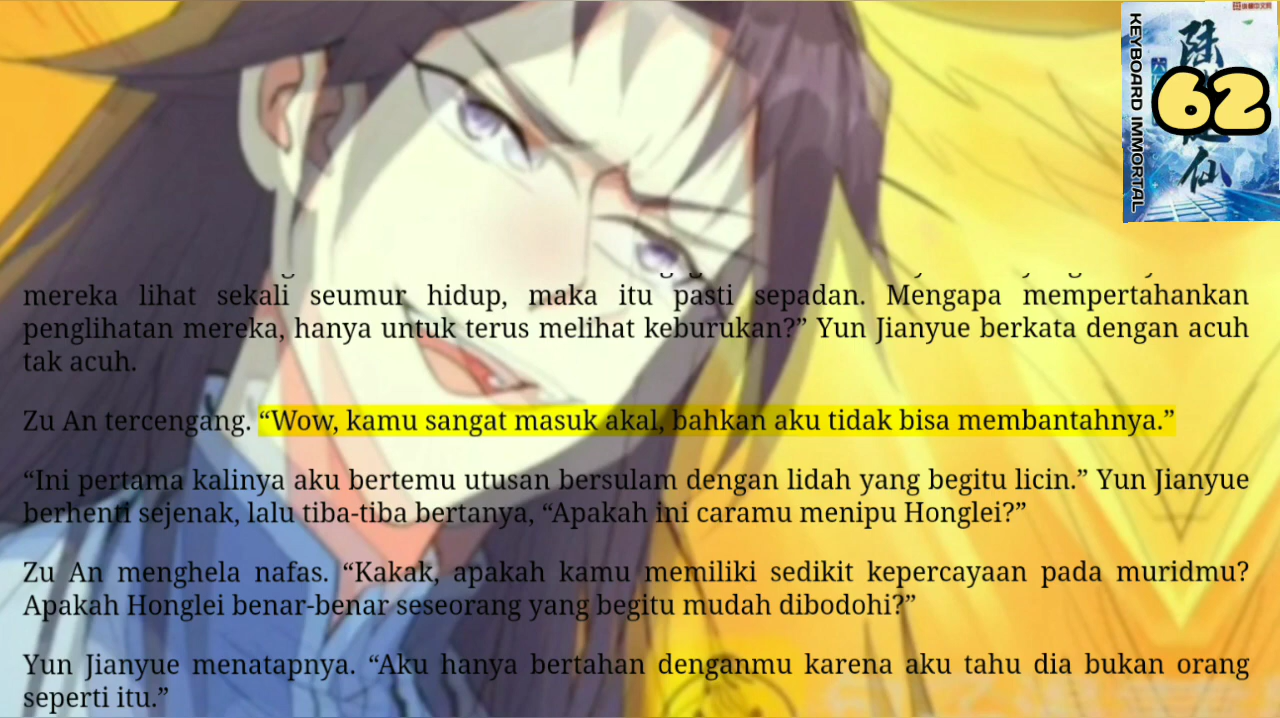 KEYBOARD IMMORTAL
62
mereka lihat sekali seumur hidup, maka itu pasti sepadan. Mengapa mempertahankan
penglihatan mereka, hanya untuk terus melihat keburukan?” Yun Jianyue berkata dengan acuh
tak acuh.
Zu An tercengang. “Wow, kamu sangat masuk akal, bahkan aku tidak bisa membantahnya.”
“Ini pertama kalinya aku bertemu utusan bersulam dengan lidah yang begitu licin.” Yun Jianyue
berhenti sejenak, lalu tiba-tiba bertanya, “Apakah ini caramu menipu Honglei?”
Zu An menghela nafas. “Kakak, apakah kamu memiliki sedikit kepercayaan pada muridmu?
Apakah Honglei benar-benar seseorang yang begitu mudah dibodohi?”
Yun Jianyue menatapnya. “Aku hanya bertahan denganmu karena aku tahu dia bukan orang
seperti itu.”